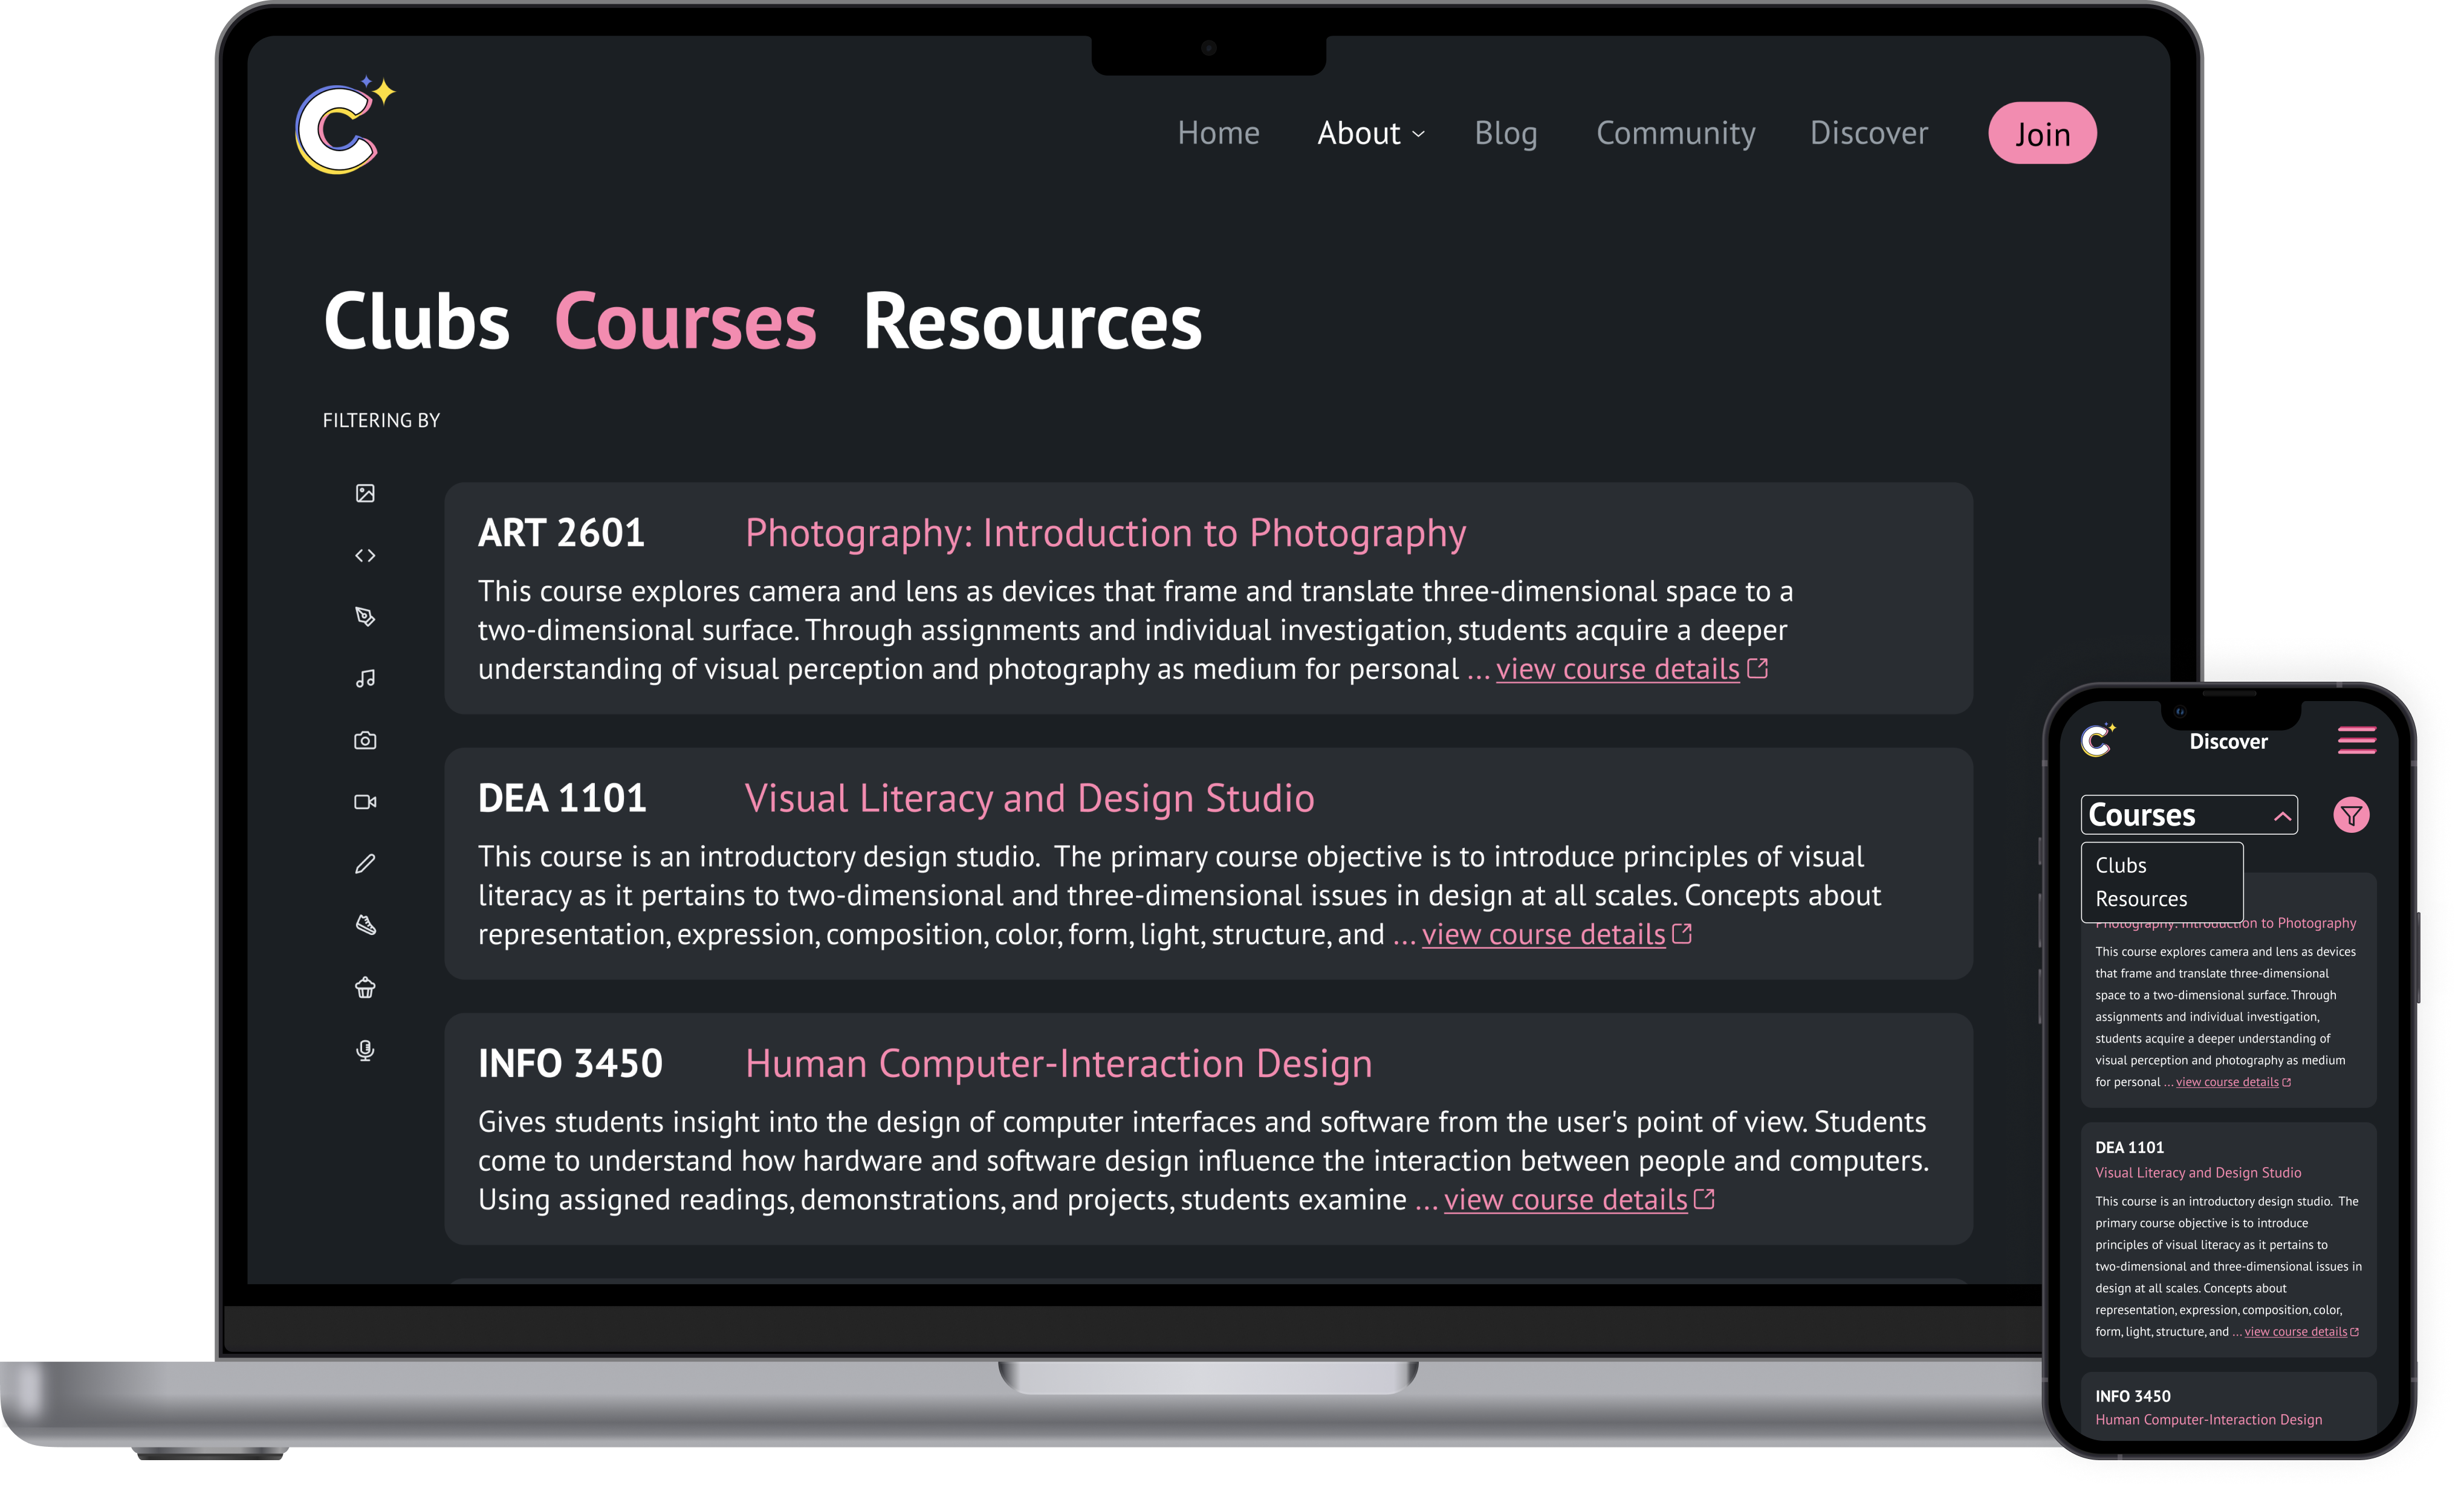 C
Home About Blog Community Discover Join
Clubs Courses Resources
FILTERING BY
ART 2601 Photography: Introduction to Photography
This course explores camera and lens as devices that frame and translate three-dimensional space to a
two-dimensional surface. Through assignments and individual investigation, students acquire a deeper
understanding of visual perception and photography as medium for personal ... view course details
DEA 1101 Visual Literacy and Design Studio
This course is an introductory design studio. The primary course objective is to introduce principles of visual
literacy as it pertains to two-dimensional and three-dimensional issues in design at all scales. Concepts about
representation, expression, composition, color, form, light, structure, and ... view course details
INFO 3450 Human Computer-Interaction Design
Gives students insight into the design of computer interfaces and software from the user's point of view. Students
come to understand how hardware and software design influence the interaction between people and computers.
Using assigned readings, demonstrations, and projects, students examine ... view course details
C Discover
Courses
Clubs
Resources
Photography: Introduction to Photography
This course explores camera and lens as devices
that frame and translate three-dimensional
space to a two-dimensional surface. Through
assignments and individual investigation,
students acquire a deeper understanding of
visual perception and photography as medium
for personal ... view course details
DEA 1101
Visual Literacy and Design Studio
This course is an introductory design studio. The
primary course objective is to introduce
principles of visual literacy as it pertains to
two-dimensional and three-dimensional issues in
design at all scales. Concepts about
representation, expression, composition, color,
form, light, structure, and ... view course details
INFO 3450
Human Computer-Interaction Design